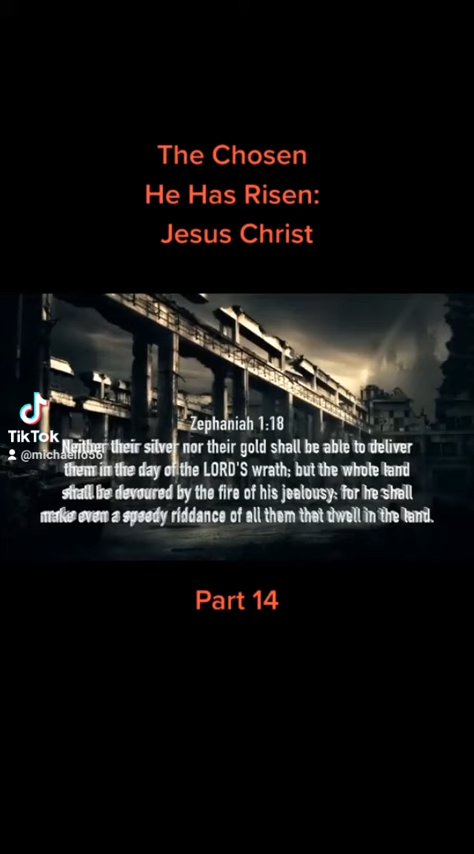 The Chosen
He Has Risen:
Jesus Christ
Zephaniah 1:18
Neither their silver nor their gold shall be able to deliver
them in the day of the LORD'S wrath; but the whole land
shall be devoured by the fire of his jealousy: for he shall
make even a speedy riddance of all them that dwell in the land.
TikTok
Part 14